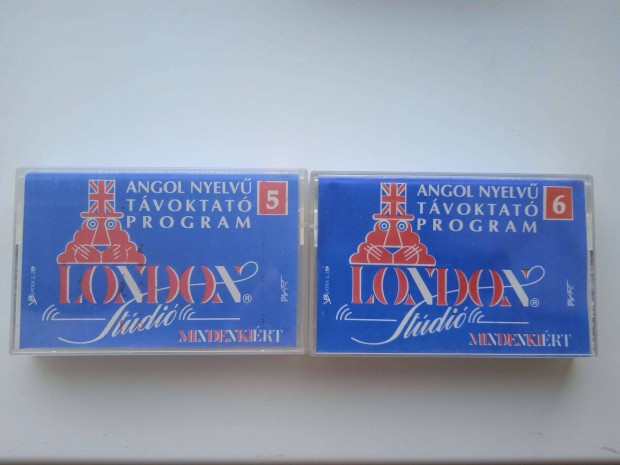 ANGOL NYELVŰ
TÁVOKTATÓ
PROGRAM
5
LONDON®
Stúdió
MINDENKIÉRT
ANGOL NYELVŰ
TÁVOKTATÓ
PROGRAM
6
LONDON®
Stúdió
MINDENKIÉRT